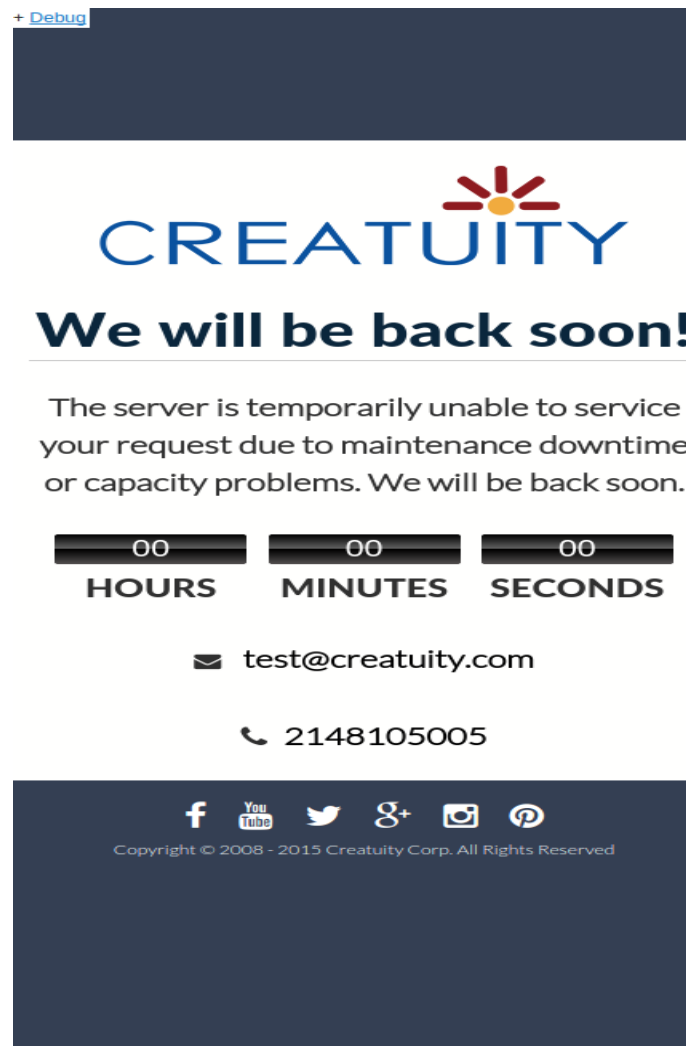 + Debug
CREATUITY
We will be back soon!
The server is temporarily unable to service
your request due to maintenance downtime
or capacity problems. We will be back soon.
00 00 00
HOURS MINUTES SECONDS
test@creatuity.com
2148105005
You
Tube
Copyright © 2008 - 2015 Creatuity Corp. All Rights Reserved